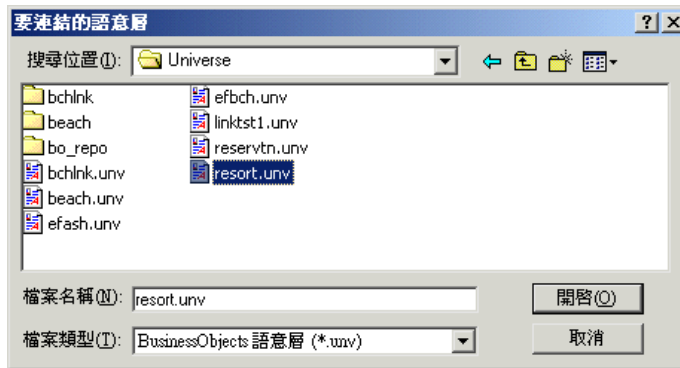 要連結的語意層
搜尋位置(I): Universe
bchlnk
beach
bo_repo
bchlnk.unv
beach.unv
efash.unv
efbch.unv
linktst1.unv
reservtn.unv
resort.unv
檔案名稱(N): resort.unv 開啓(O)
檔案類型(T): BusinessObjects 語意層 (*.unv) 取消